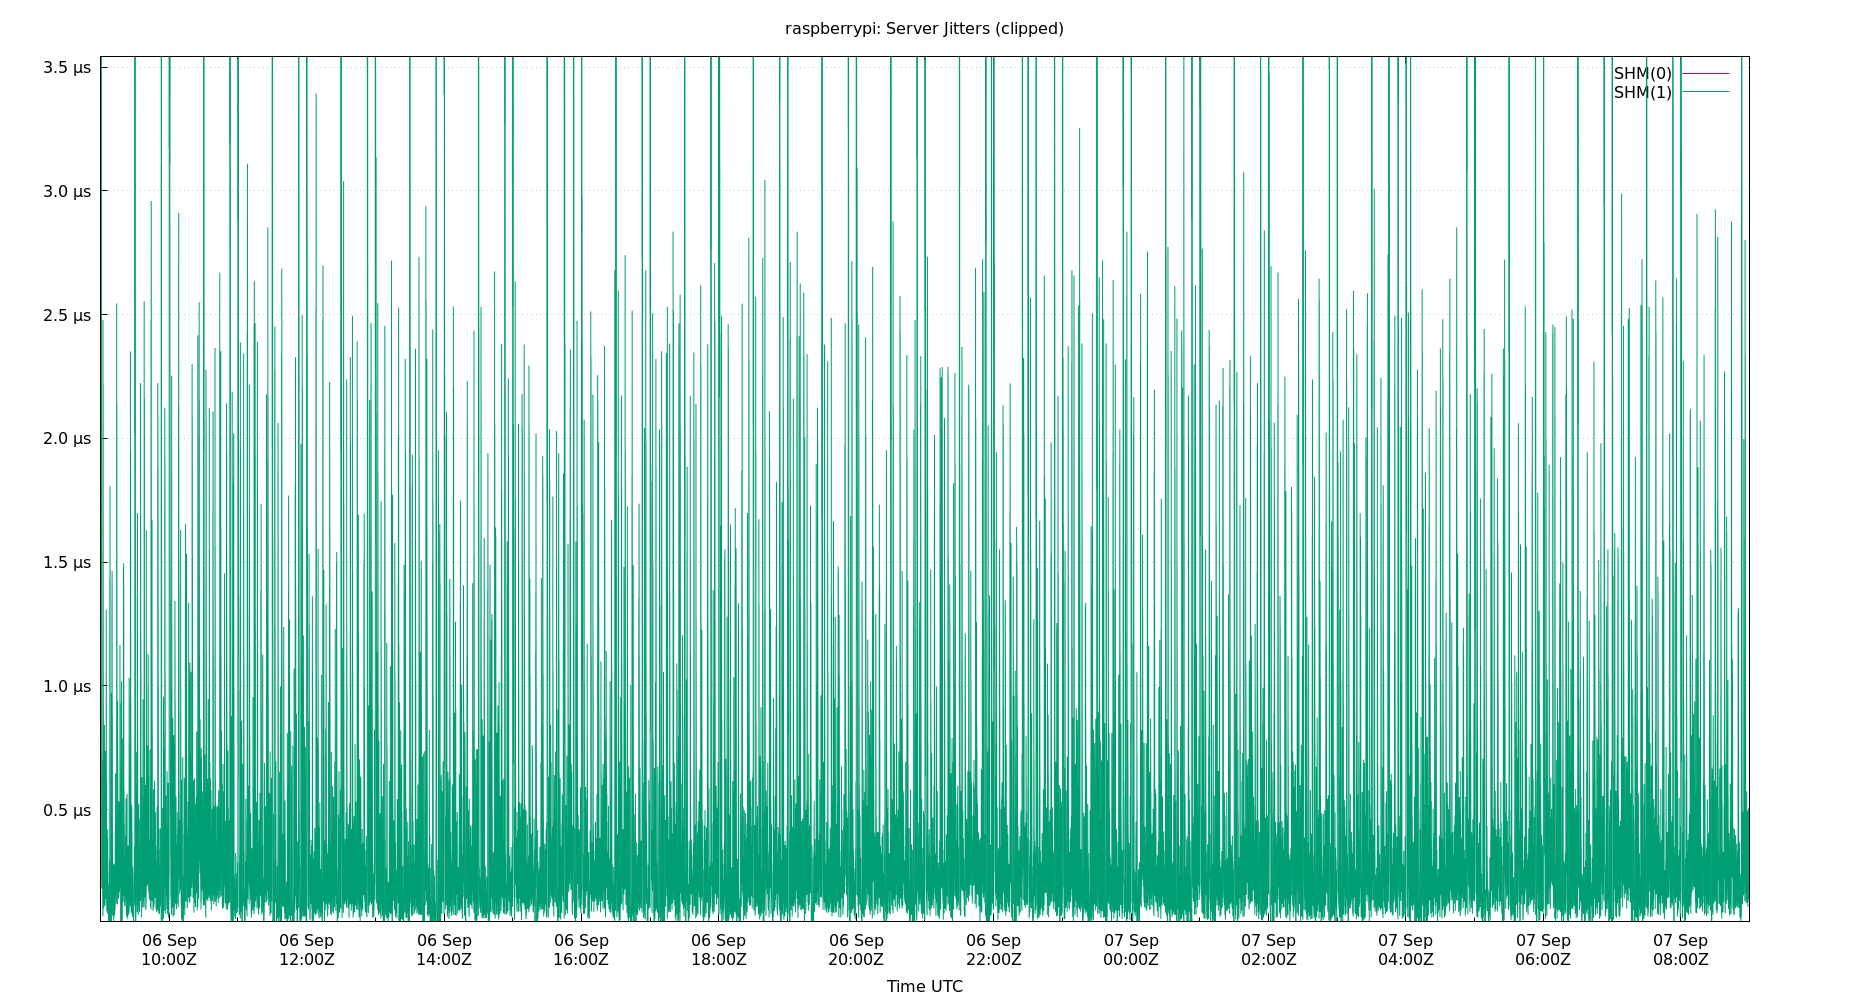 raspberrypi: Server Jitters (clipped)
3.5 µs
3.0 µs
2.5 µs
2.0 µs
1.5 µs
1.0 µs
0.5 µs
SHM(0)
SHM(1)
06 Sep 06 Sep 06 Sep 06 Sep 06 Sep 06 Sep 06 Sep 07 Sep 07 Sep 07 Sep 07 Sep 07 Sep
10:00Z 12:00Z 14:00Z 16:00Z 18:00Z 20:00Z 22:00Z 00:00Z 02:00Z 04:00Z 06:00Z 08:00Z
Time UTC